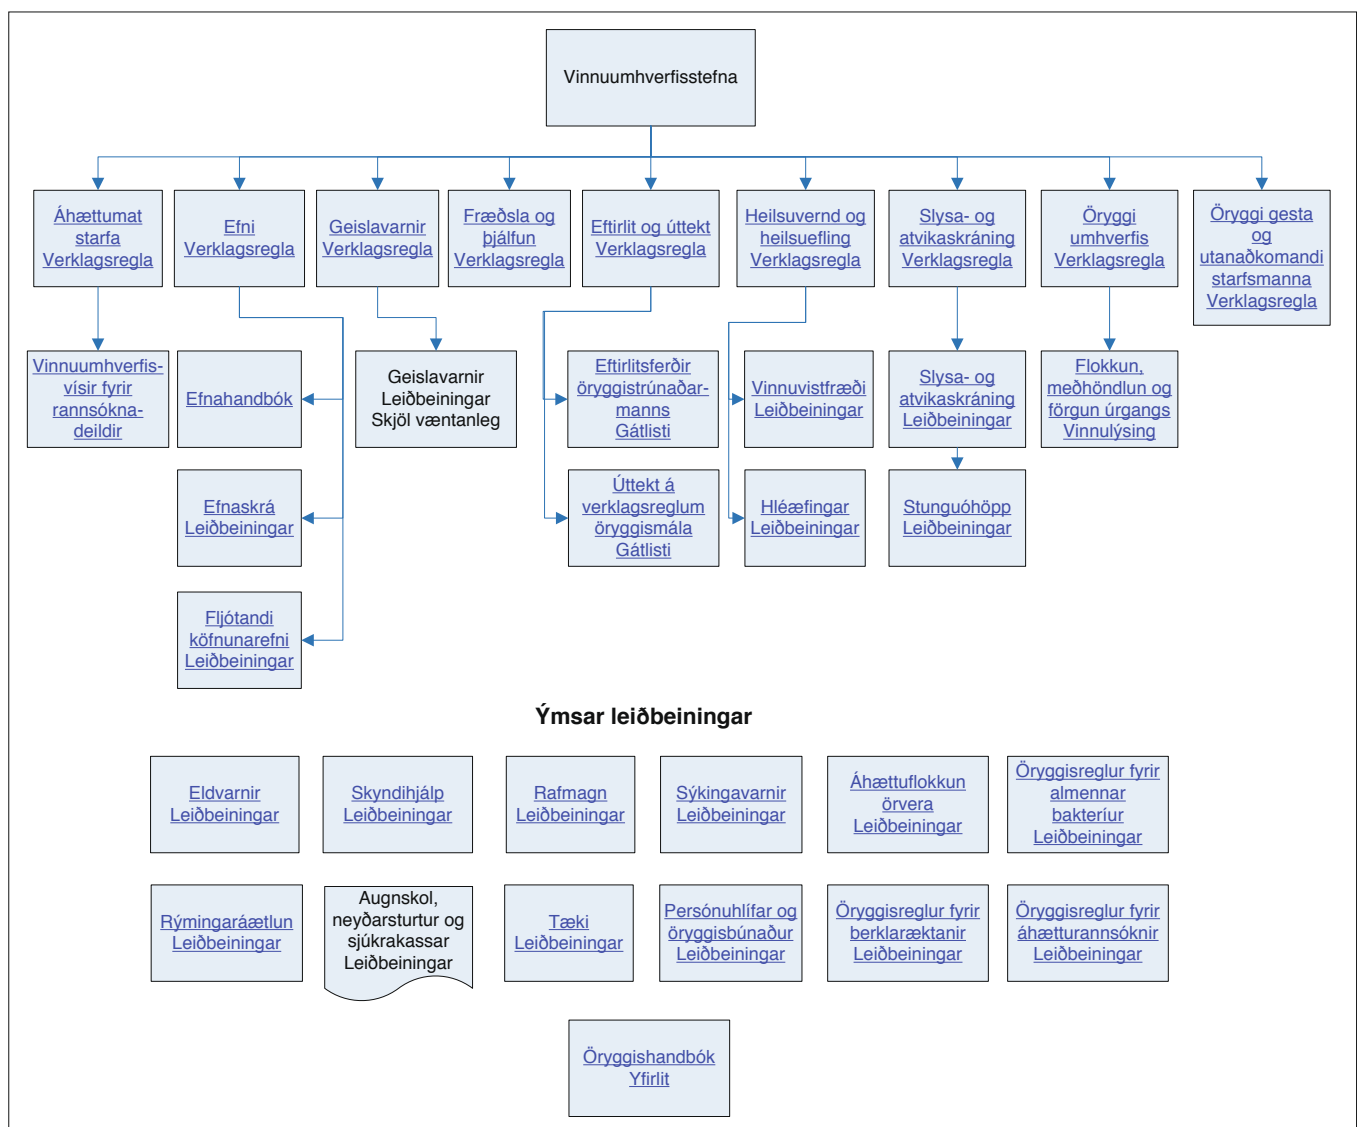 Vinnuumhverfisstefna
Áhættumat
starfa
Verklagsregla
Efni
Verklagsregla
Geislavarnir
Verklagsregla
Fræðsla og
þjálfun
Verklagsregla
Eftirlit og úttekt
Verklagsregla
Heilsuvernd og
heilsuefling
Verklagsregla
Slysa- og
atvikaskráning
Verklagsregla
Öryggi
umhverfis
Verklagsregla
Öryggi gesta
og
utanaðkomandi
starfsmanna
Verklagsregla
Vinnuumhverfis-
vísir fyrir
rannsókna-
deildir
Efnahandbók
Geislavarnir
Leiðbeiningar
Skjöl væntanleg
Eftirlitsferðir
öryggistrúnaðar-
manns
Gátlisti
Vinnuvistfræði
Leiðbeiningar
Slysa- og
atvikaskráning
Leiðbeiningar
Flokkun,
meðhöndlun og
förgun úrgangs
Vinnulýsing
Efnaskrá
Leiðbeiningar
Úttekt á
verklagsreglum
öryggismála
Gátlisti
Hléæfingar
Leiðbeiningar
Stunguóhöpp
Leiðbeiningar
Fljótandi
köfnunarefni
Leiðbeiningar
Ýmsar leiðbeiningar
Eldvarnir
Leiðbeiningar
Skyndihjálp
Leiðbeiningar
Rafmagn
Leiðbeiningar
Sýkingavarnir
Leiðbeiningar
Áhættuflokkun
örvera
Leiðbeiningar
Öryggisreglur fyrir
almennar
bakteríur
Leiðbeiningar
Rýmingaráætlun
Leiðbeiningar
Augnskol,
neyðarsturtur og
sjúkrakassar
Leiðbeiningar
Tæki
Leiðbeiningar
Persónuhlífar og
öryggisbúnaður
Leiðbeiningar
Öryggisreglur fyrir
berklaræktanir
Leiðbeiningar
Öryggisreglur fyrir
áhætturannsóknir
Leiðbeiningar
Öryggishandbók
Yfirlit